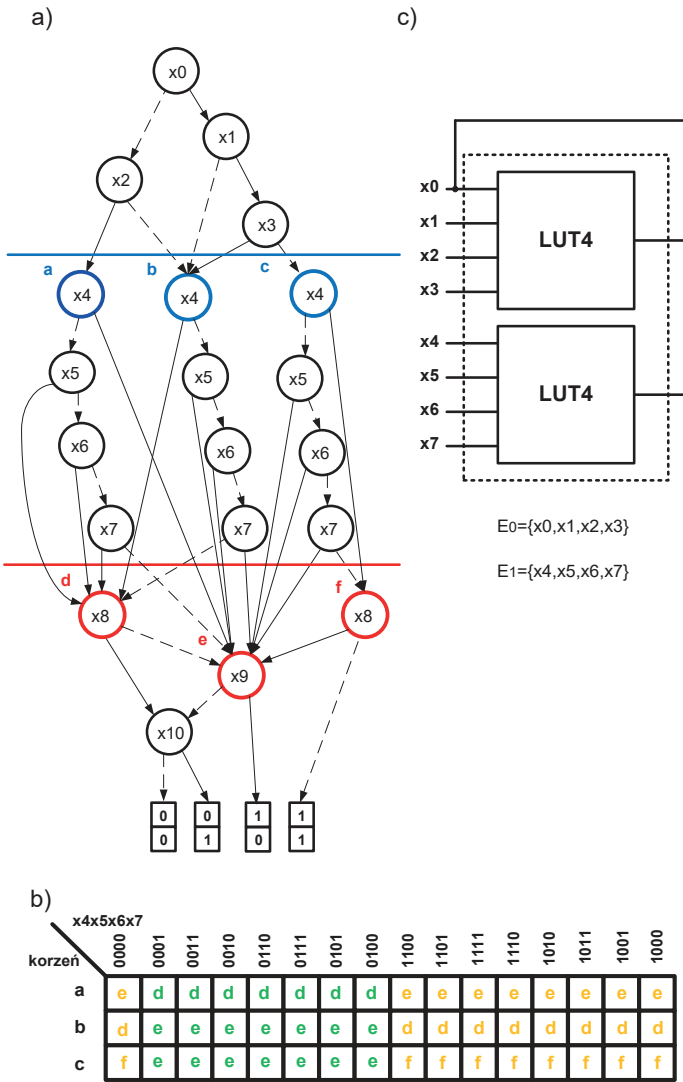 a)
c)
x0
x1
x2
x3
a
b
c
x4
x4
x4
x5
x5
x5
x6
x6
x6
x7
x7
x7
d
f
x8
e
x8
x9
x10
0
0
1
1
0
1
0
1
x0
x1
x2
x3
LUT4
x4
x5
x6
x7
LUT4
E0={x0,x1,x2,x3}
E1={x4,x5,x6,x7}
b)
x4x5x6x7
korzeń
0000 0001 0011 0010 0110 0111 0101 0100 1100 1101 1111 1110 1010 1011 1001 1000
a e d d d d d d d e e e e e e e e
b d e e e e e e e d d d d d d d d
c f e e e e e e e f f f f f f f f